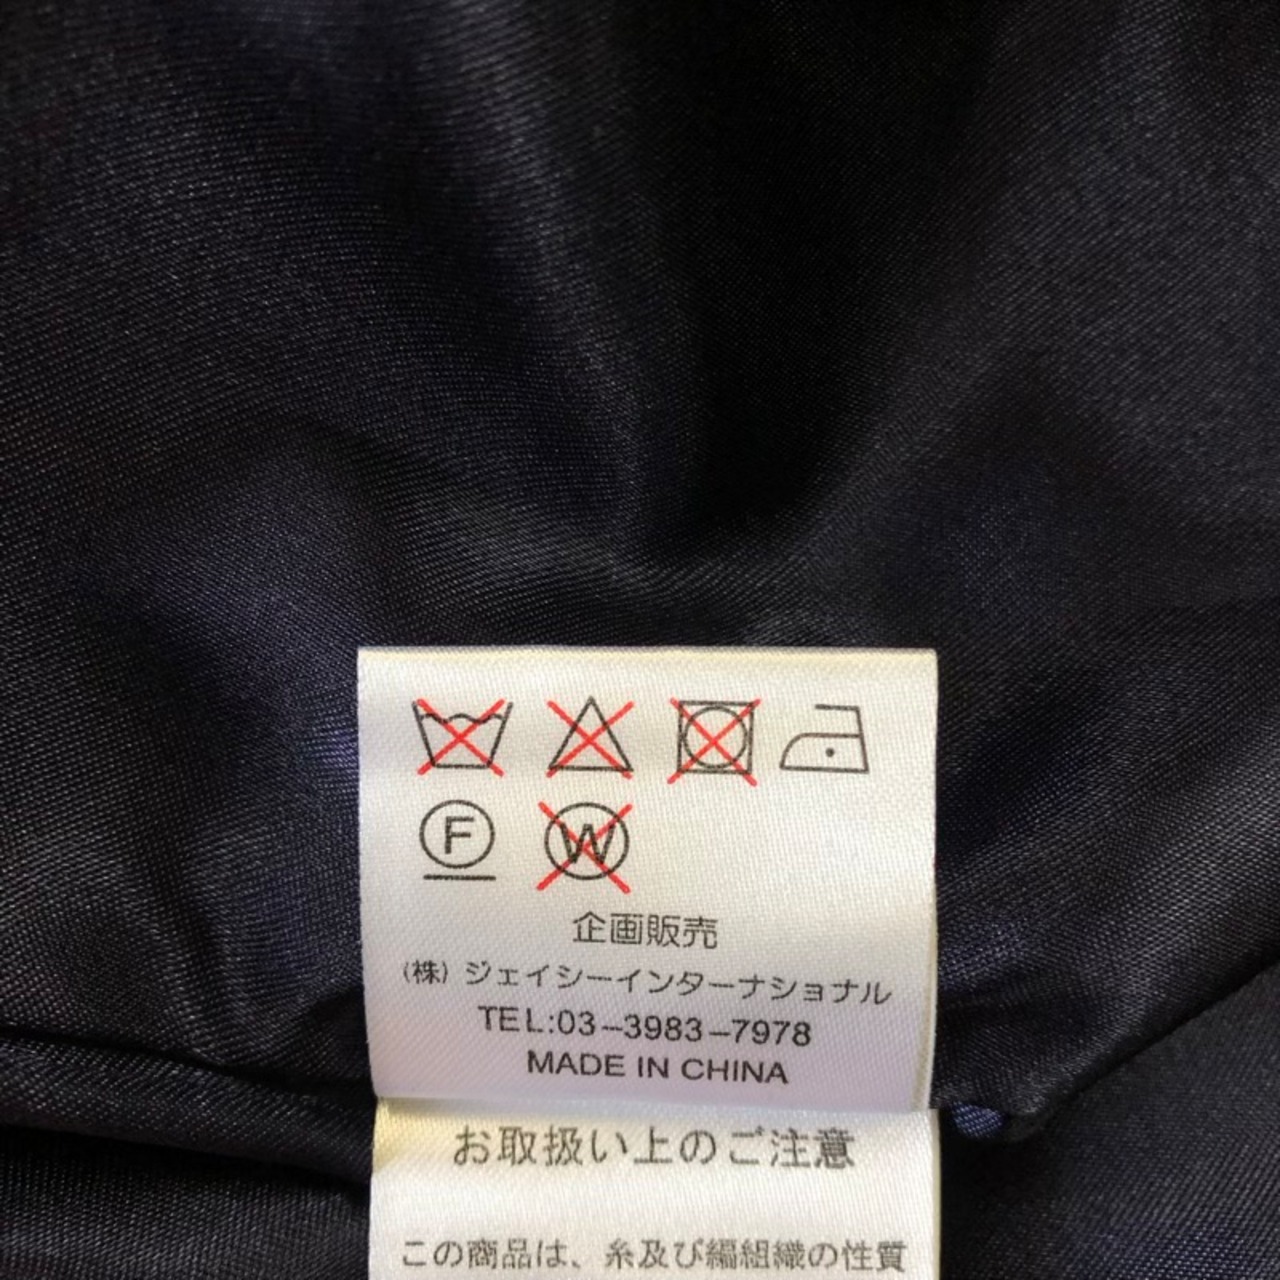 F W
企画販売
(株) ジェイシーインターナショナル
TEL:03-3983-7978
MADE IN CHINA
お取扱い上のご注意
この商品は、糸及び編組織の性質